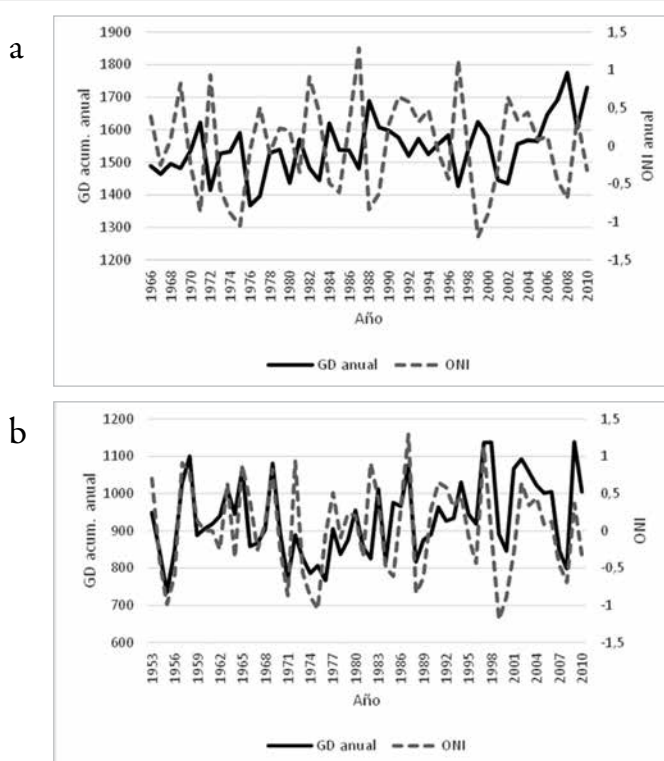 a
GD acum. anual
1900
1800
1700
1600
1500
1400
1300
1200
1,5
1
0,5
0
-0,5
-1
-1,5
ONI anual
1966 1968 1970 1972 1974 1976 1978 1980 1982 1984 1986 1988 1990 1992 1994 1996 1998 2000 2002 2004 2006 2008 2010
Año
GD anual ONI
b
GD acum. anual
1200
1100
1000
900
800
700
600
1,5
1
0,5
0
-0,5
-1
-1,5
ONI
1953 1956 1959 1962 1965 1968 1971 1974 1977 1980 1983 1986 1989 1992 1995 1998 2001 2004 2007 2010
Año
GD anual ONI